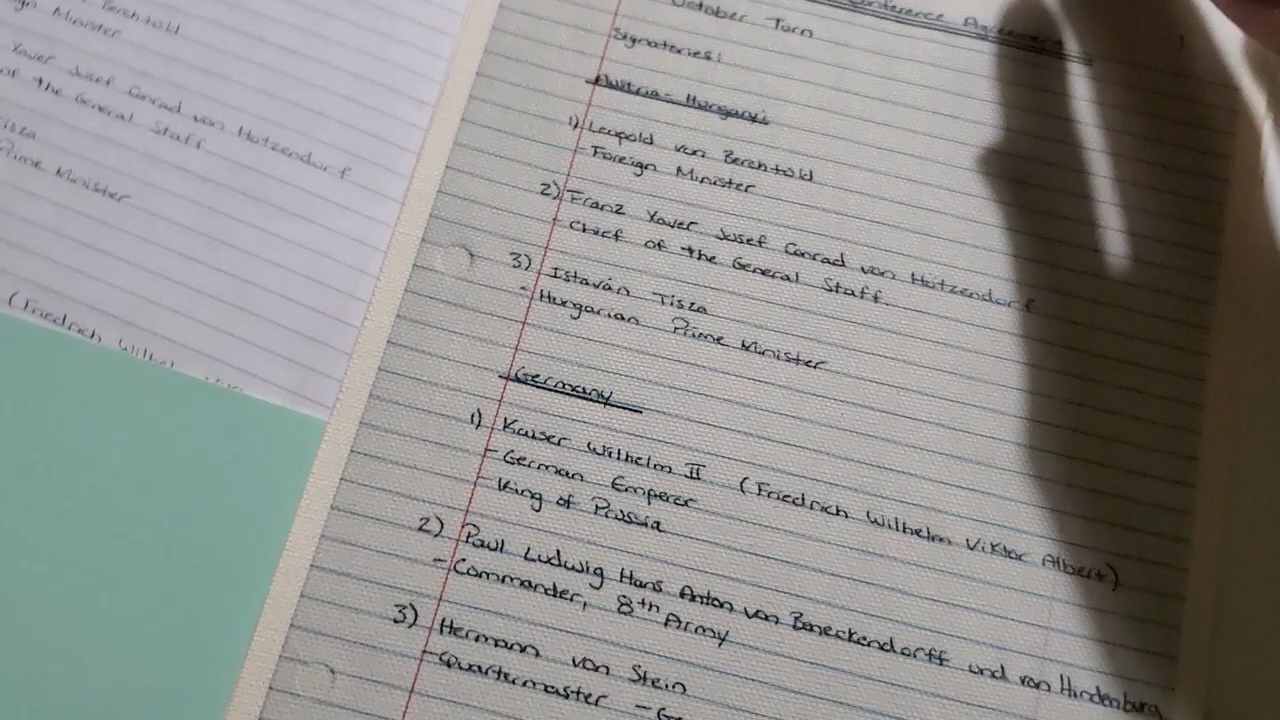 Berchtold
Minister
Xaver Josef Conrad von Hötzendorf
of the General Staff
Tisza
Prime Minister
(Friedrich Wilhel
Conference Agreement
October Torn
Signatories:
Austria-Hungary:
1) Leopold von Berchtold
-Foreign Minister
2) Franz Xaver Josef Conrad von Hötzendorf
- Chief of the General Staff
3) Istaván Tisza
- Hungarian Prime Minister
Germany
1) Kaiser Wilhelm II (Friedrich Wilhelm Viktor Albert)
- German Emperor
- King of Prussia
2) Paul Ludwig Hans Anton von Beneckendorff und von Hindenburg
- Commander, 8th Army
3) Hermann von Stein
-Quartermaster -Ge